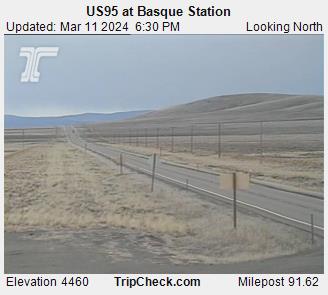 US95 at Basque Station
Updated: Mar 11 2024 6:30 PM Looking North
Elevation 4460 TripCheck.com Milepost 91.62